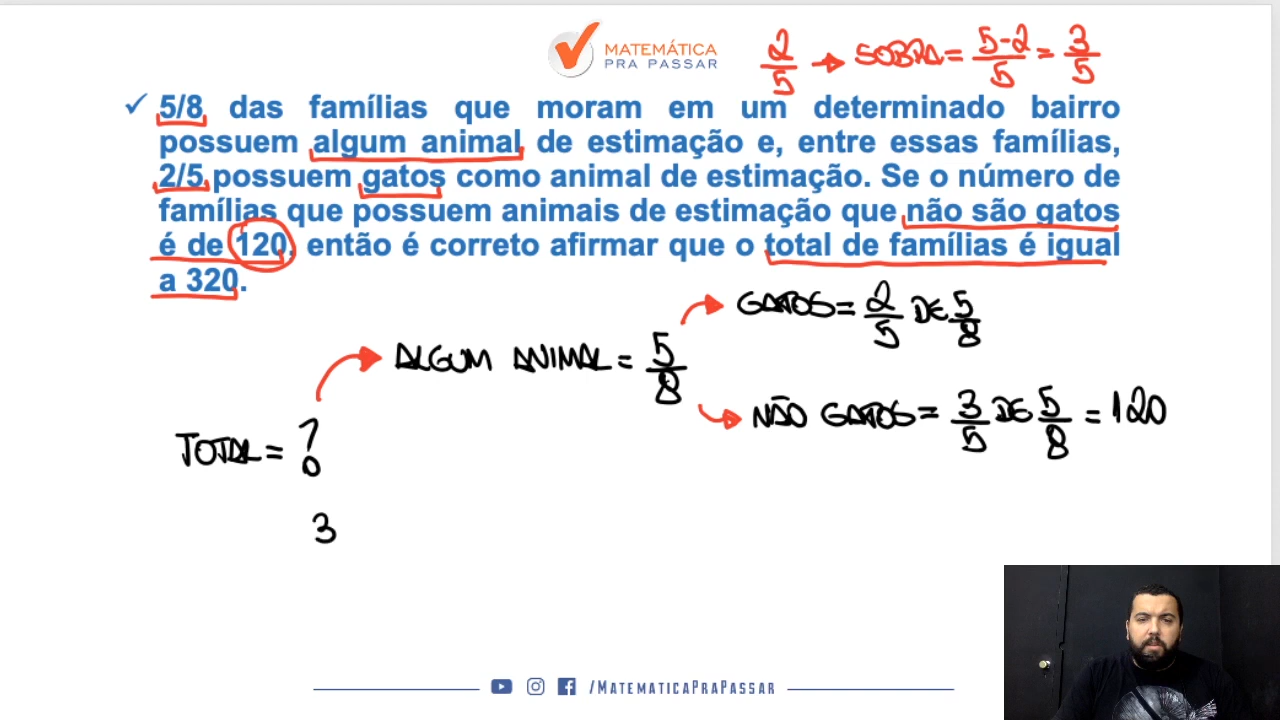 MATEMÁTICA
PRA PASSAR
2/5 → SOBRA = 5-2/5 = 3/5
✓ 5/8 das famílias que moram em um determinado bairro
possuem algum animal de estimação e, entre essas famílias,
2/5 possuem gatos como animal de estimação. Se o número de
famílias que possuem animais de estimação que não são gatos
é de 120, então é correto afirmar que o total de famílias é igual
a 320.
GATOS = 2/5 DE 5/8
ALGUM ANIMAL = 5/8
NÃO GATOS = 3/5 DE 5/8 = 120
TOTAL = ?
3
/MATEMATICAPRAPASSAR